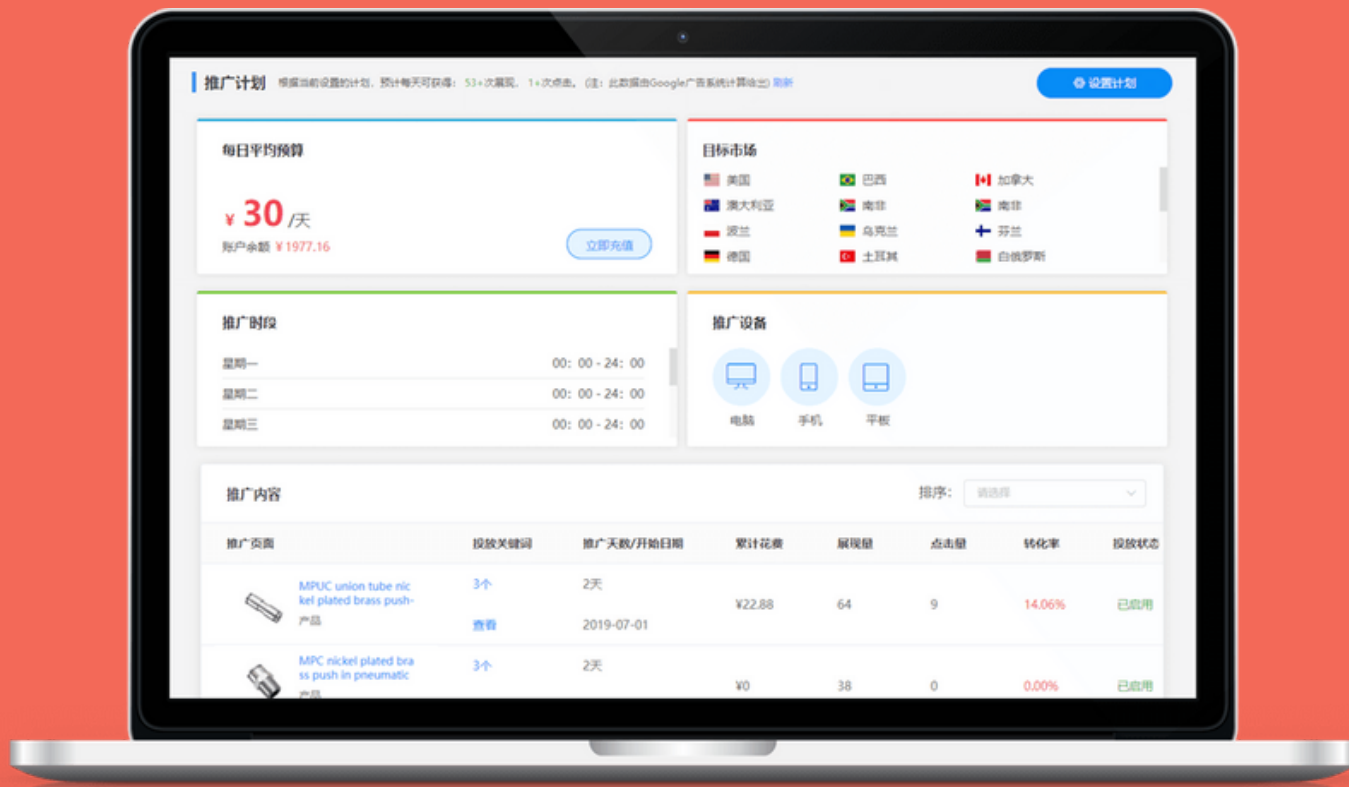 推广计划 根据当前设置的计划，预计每天可获得： 53+次展现， 1+次点击。 (注：此数据由Google广告系统计算给出) 刷新
设置计划
每日平均预算
¥ 30 /天
账户余额 ¥1977.16
立即充值
目标市场
美国 巴西 加拿大
澳大利亚 南非 南非
波兰 乌克兰 芬兰
德国 土耳其 白俄罗斯
推广时段
星期一 00：00 - 24：00
星期二 00：00 - 24：00
星期三 00：00 - 24：00
推广设备
电脑 手机 平板
推广内容 排序： 请选择
推广页面 投放关键词 推广天数/开始日期 累计花费 展现量 点击量 转化率 投放状态
MPUC union tube nic
kel plated brass push-
产品
3个
查看
2天
2019-07-01
¥22.88 64 9 14.06% 已启用
MPC nickel plated bra
ss push in pneumatic
产品
3个
2天
¥0 38 0 0.00% 已启用